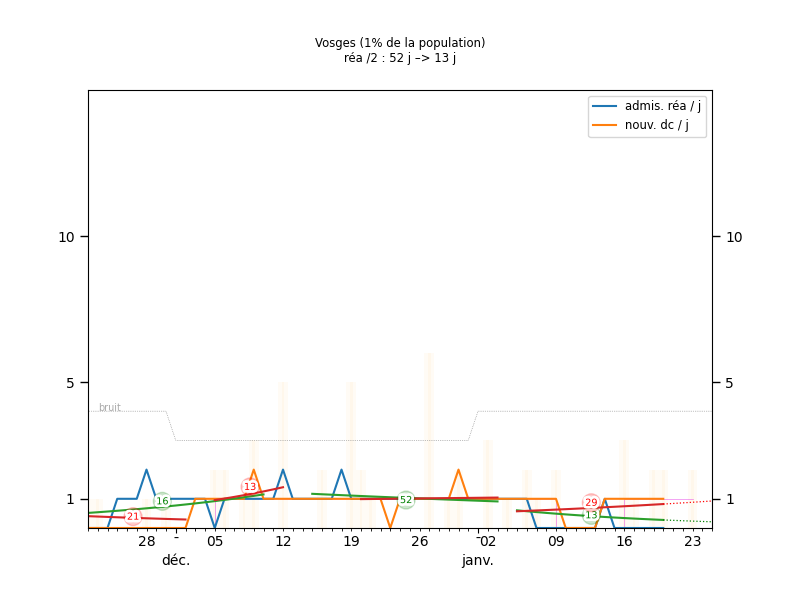 Vosges (1% de la population)
réa /2 : 52 j –> 13 j
admis. réa / j
nouv. dc / j
10 10
5 5
bruit
13
16 52 29
1 1
21 13
28 - 05 12 19 26 02 09 16 23
déc. janv.